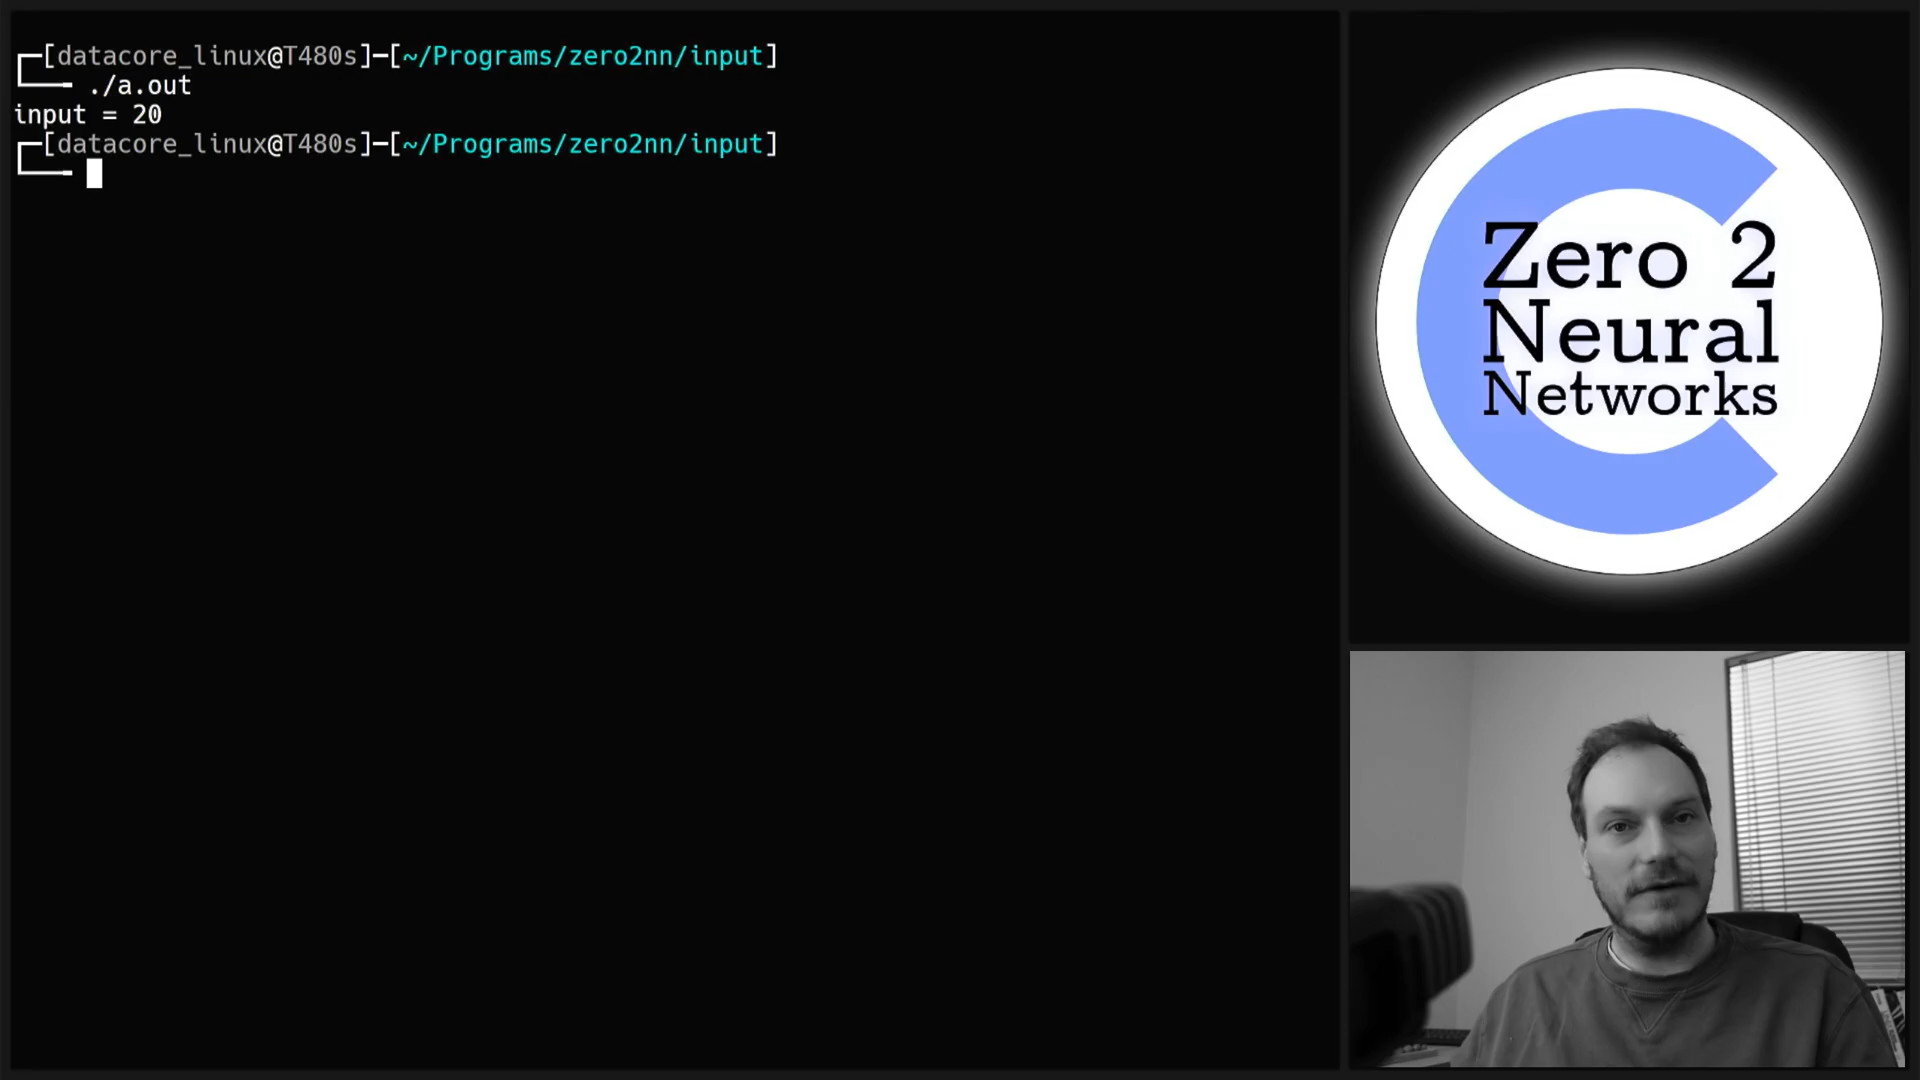 [datacore_linux@T480s]-[~/Programs/zero2nn/input]
./a.out
input = 20
[datacore_linux@T480s]-[~/Programs/zero2nn/input]
Zero 2
Neural
Networks